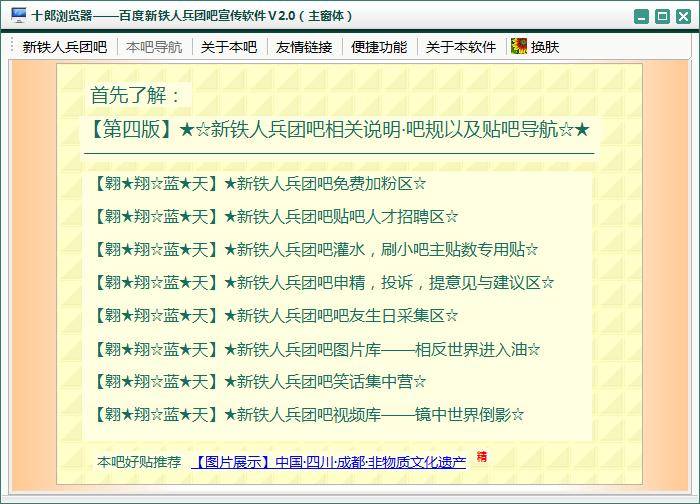 十郎浏览器——百度新铁人兵团吧宣传软件V2.0（主窗体）
新铁人兵团吧 本吧导航 关于本吧 友情链接 便捷功能 关于本软件 换肤
首先了解：
【第四版】★☆新铁人兵团吧相关说明·吧规以及贴吧导航☆★
【翱★翔☆蓝★天】★新铁人兵团吧免费加粉区☆
【翱★翔☆蓝★天】★新铁人兵团吧贴吧人才招聘区☆
【翱★翔☆蓝★天】★新铁人兵团吧灌水，刷小吧主贴数专用贴☆
【翱★翔☆蓝★天】★新铁人兵团吧申精，投诉，提意见与建议区☆
【翱★翔☆蓝★天】★新铁人兵团吧吧友生日采集区☆
【翱★翔☆蓝★天】★新铁人兵团吧图片库——相反世界进入油☆
【翱★翔☆蓝★天】★新铁人兵团吧笑话集中营☆
【翱★翔☆蓝★天】★新铁人兵团吧视频库——镜中世界倒影☆
本吧好贴推荐 【图片展示】中国·四川·成都·非物质文化遗产 精